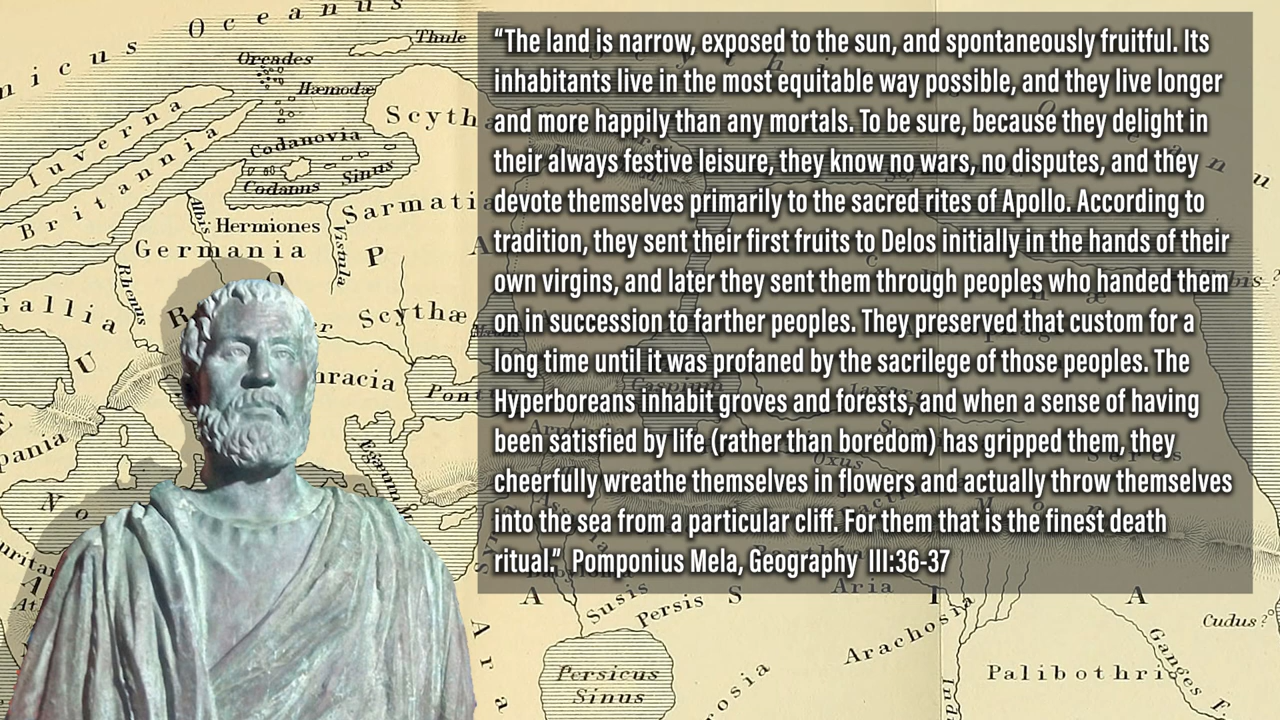 “The land is narrow, exposed to the sun, and spontaneously fruitful. Its
inhabitants live in the most equitable way possible, and they live longer
and more happily than any mortals. To be sure, because they delight in
their always festive leisure, they know no wars, no disputes, and they
devote themselves primarily to the sacred rites of Apollo. According to
tradition, they sent their first fruits to Delos initially in the hands of their
own virgins, and later they sent them through peoples who handed them
on in succession to farther peoples. They preserved that custom for a
long time until it was profaned by the sacrilege of those peoples. The
Hyperboreans inhabit groves and forests, and when a sense of having
been satisfied by life (rather than boredom) has gripped them, they
cheerfully wreathe themselves in flowers and actually throw themselves
into the sea from a particular cliff. For them that is the finest death
ritual.” Pomponius Mela, Geography III:36-37
Oceanus
Thule
Orcades
Hæmodæ
Iuverna
Britannia
Codanovia
Codanus Sinus
Albis
Hermiones
Sarmatia
Germania
Vistula
Rhenus
Gallia
Scythæ
Caspium
Oxus
Susis
Persis
Aria
Arachosia
Cudus?
Persicus
Sinus
Palibothri
Ganges